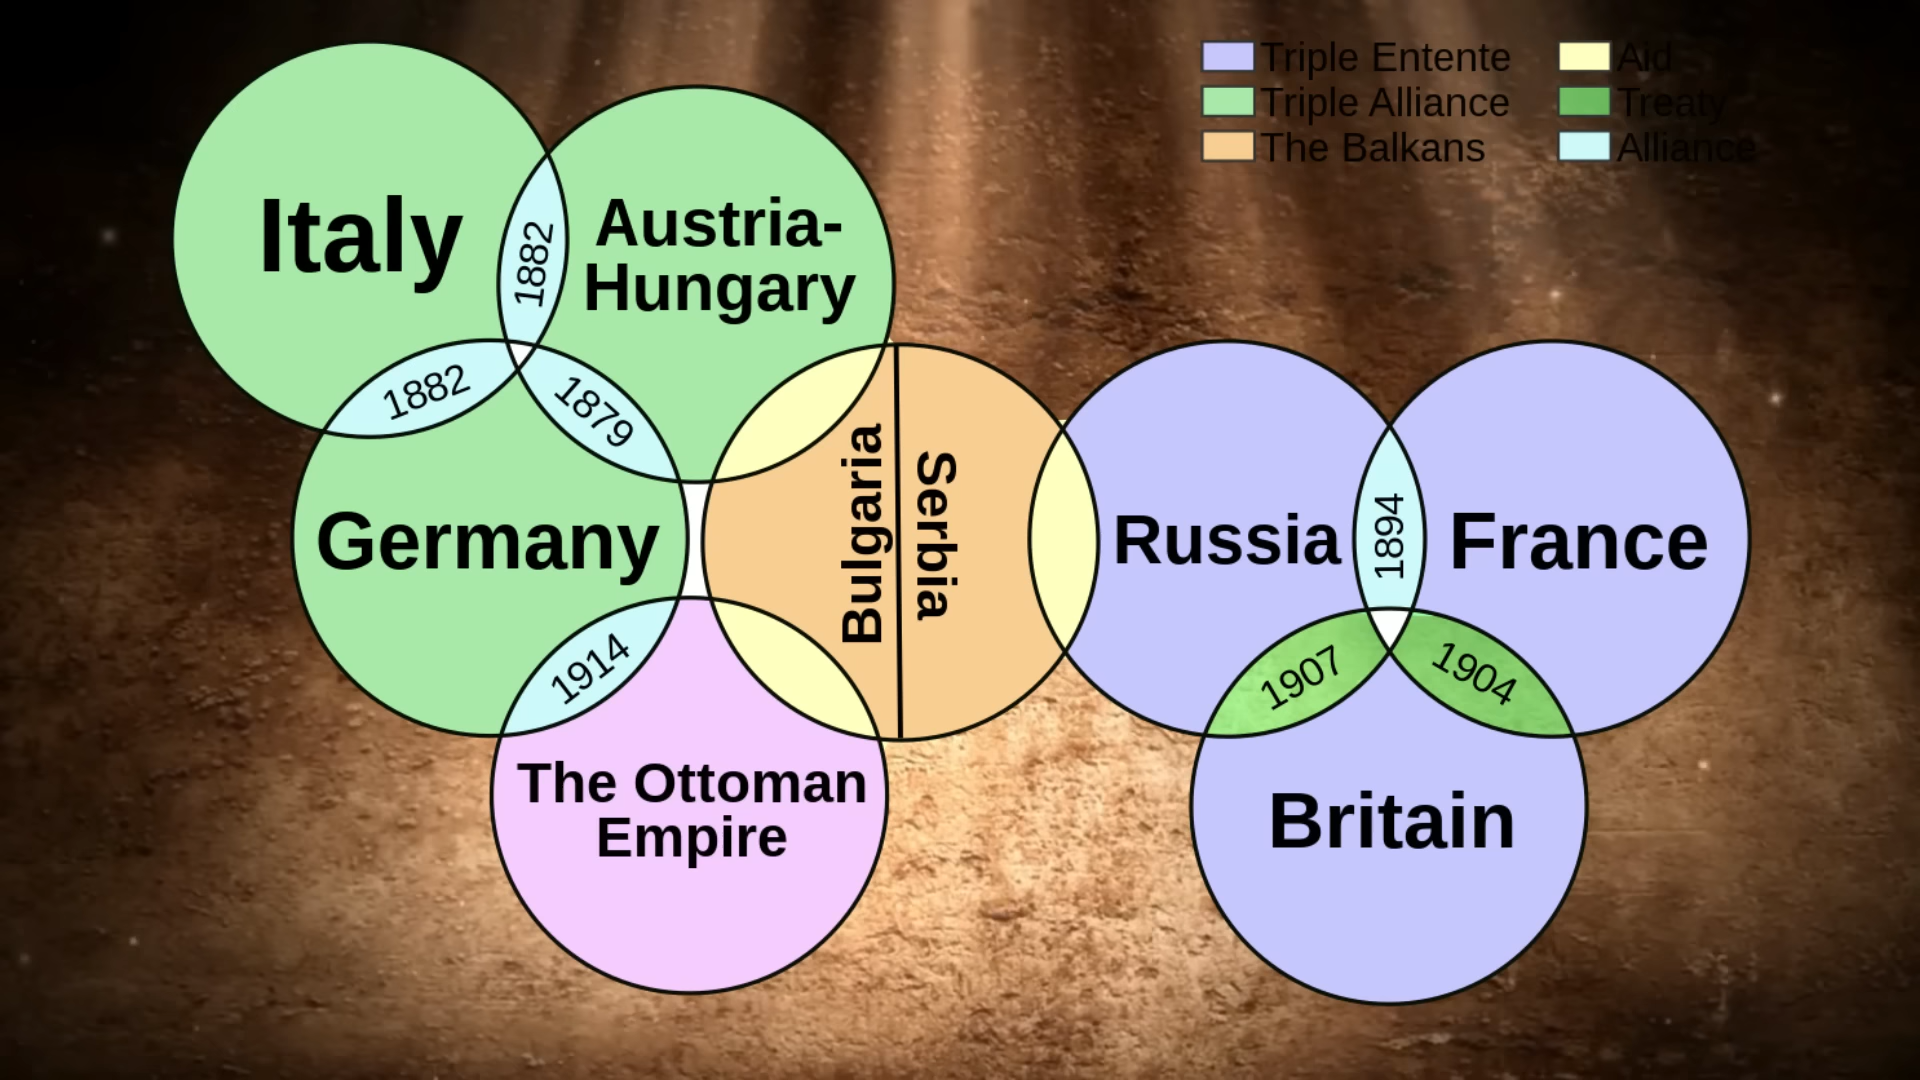 Triple Entente
Triple Alliance
The Balkans
Aid
Treaty
Alliance
Italy
1882
Austria-
Hungary
1882
1879
Germany
Bulgaria
Serbia
Russia
1894
France
1914
1907
1904
The Ottoman
Empire
Britain